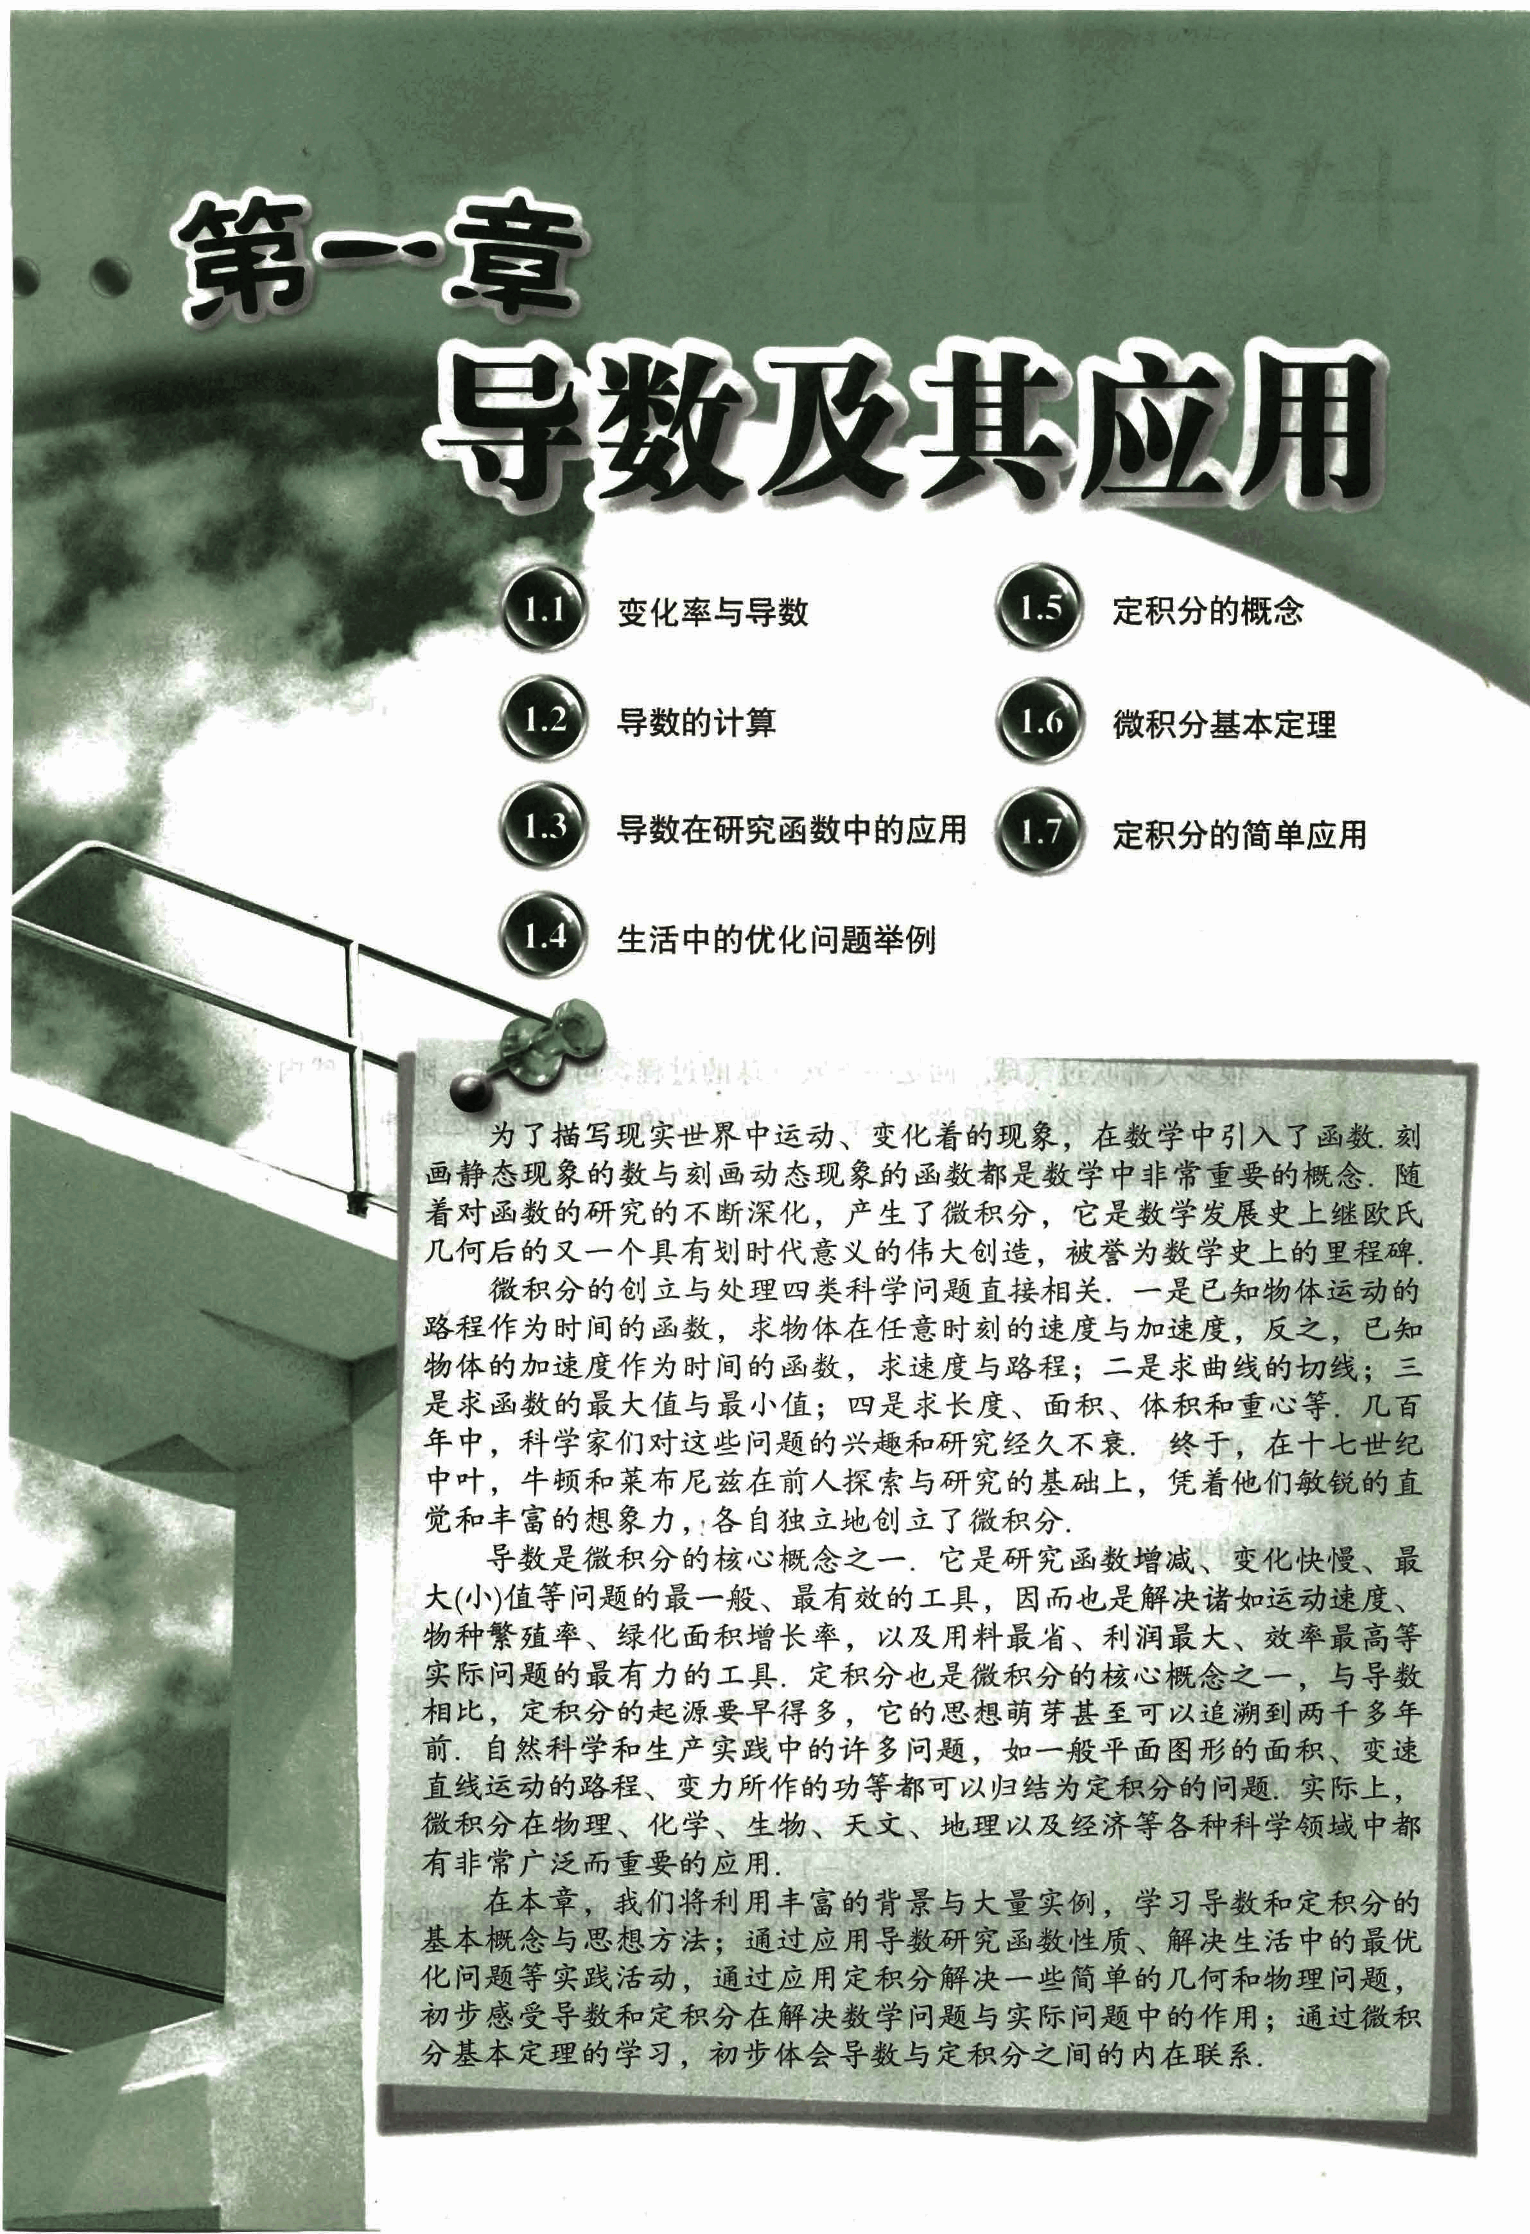 第一章
导数及其应用
1.1 变化率与导数
1.2 导数的计算
1.3 导数在研究函数中的应用
1.4 生活中的优化问题举例
1.5 定积分的概念
1.6 微积分基本定理
1.7 定积分的简单应用
为了描写现实世界中运动、变化着的现象，在数学中引入了函数. 刻
画静态现象的数与刻画动态现象的函数都是数学中非常重要的概念. 随
着对函数的研究的不断深化，产生了微积分，它是数学发展史上继欧氏
几何后的又一个具有划时代意义的伟大创造，被誉为数学史上的里程碑.
微积分的创立与处理四类科学问题直接相关. 一是已知物体运动的
路程作为时间的函数，求物体在任意时刻的速度与加速度，反之，已知
物体的加速度作为时间的函数，求速度与路程；二是求曲线的切线；三
是求函数的最大值与最小值；四是求长度、面积、体积和重心等. 几百
年中，科学家们对这些问题的兴趣和研究经久不衰. 终于，在十七世纪
中叶，牛顿和莱布尼兹在前人探索与研究的基础上，凭着他们敏锐的直
觉和丰富的想象力，各自独立地创立了微积分.
导数是微积分的核心概念之一. 它是研究函数增减、变化快慢、最
大(小)值等问题的最一般、最有效的工具，因而也是解决诸如运动速度、
物种繁殖率、绿化面积增长率，以及用料最省、利润最大、效率最高等
实际问题的最有力的工具. 定积分也是微积分的核心概念之一，与导数
相比，定积分的起源要早得多，它的思想萌芽甚至可以追溯到两千多年
前. 自然科学和生产实践中的许多问题，如一般平面图形的面积、变速
直线运动的路程、变力所作的功等都可以归结为定积分的问题. 实际上，
微积分在物理、化学、生物、天文、地理以及经济等各种科学领域中都
有非常广泛而重要的应用.
在本章，我们将利用丰富的背景与大量实例，学习导数和定积分的
基本概念与思想方法；通过应用导数研究函数性质、解决生活中的最优
化问题等实践活动，通过应用定积分解决一些简单的几何和物理问题，
初步感受导数和定积分在解决数学问题与实际问题中的作用；通过微积
分基本定理的学习，初步体会导数与定积分之间的内在联系.